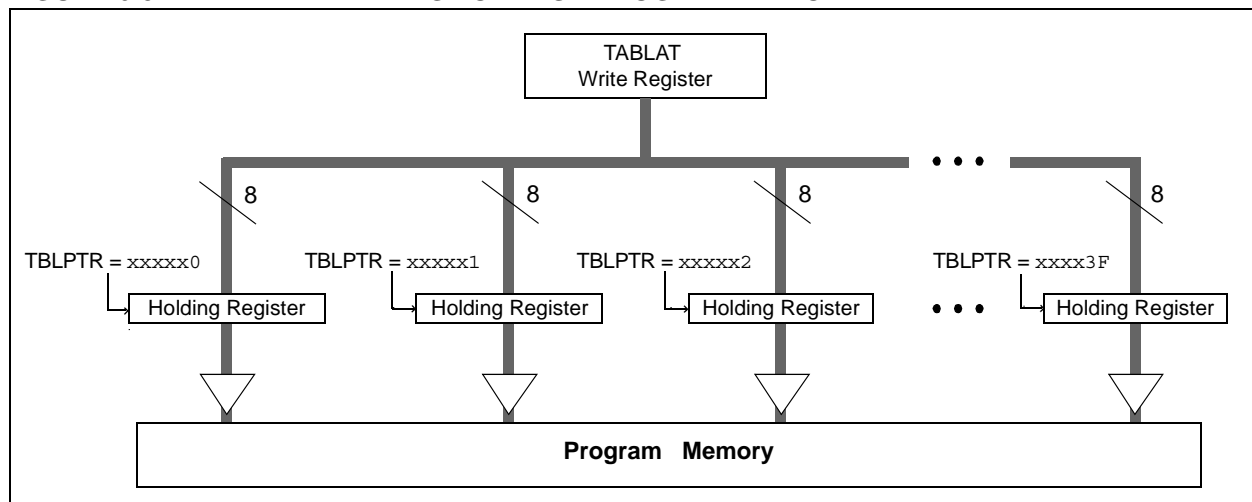 TABLAT
Write Register
8
8
8
8
TBLPTR = xxxxx0
TBLPTR = xxxxx1
TBLPTR = xxxxx2
TBLPTR = xxxx3F
Holding Register
Holding Register
Holding Register
Holding Register
Program Memory